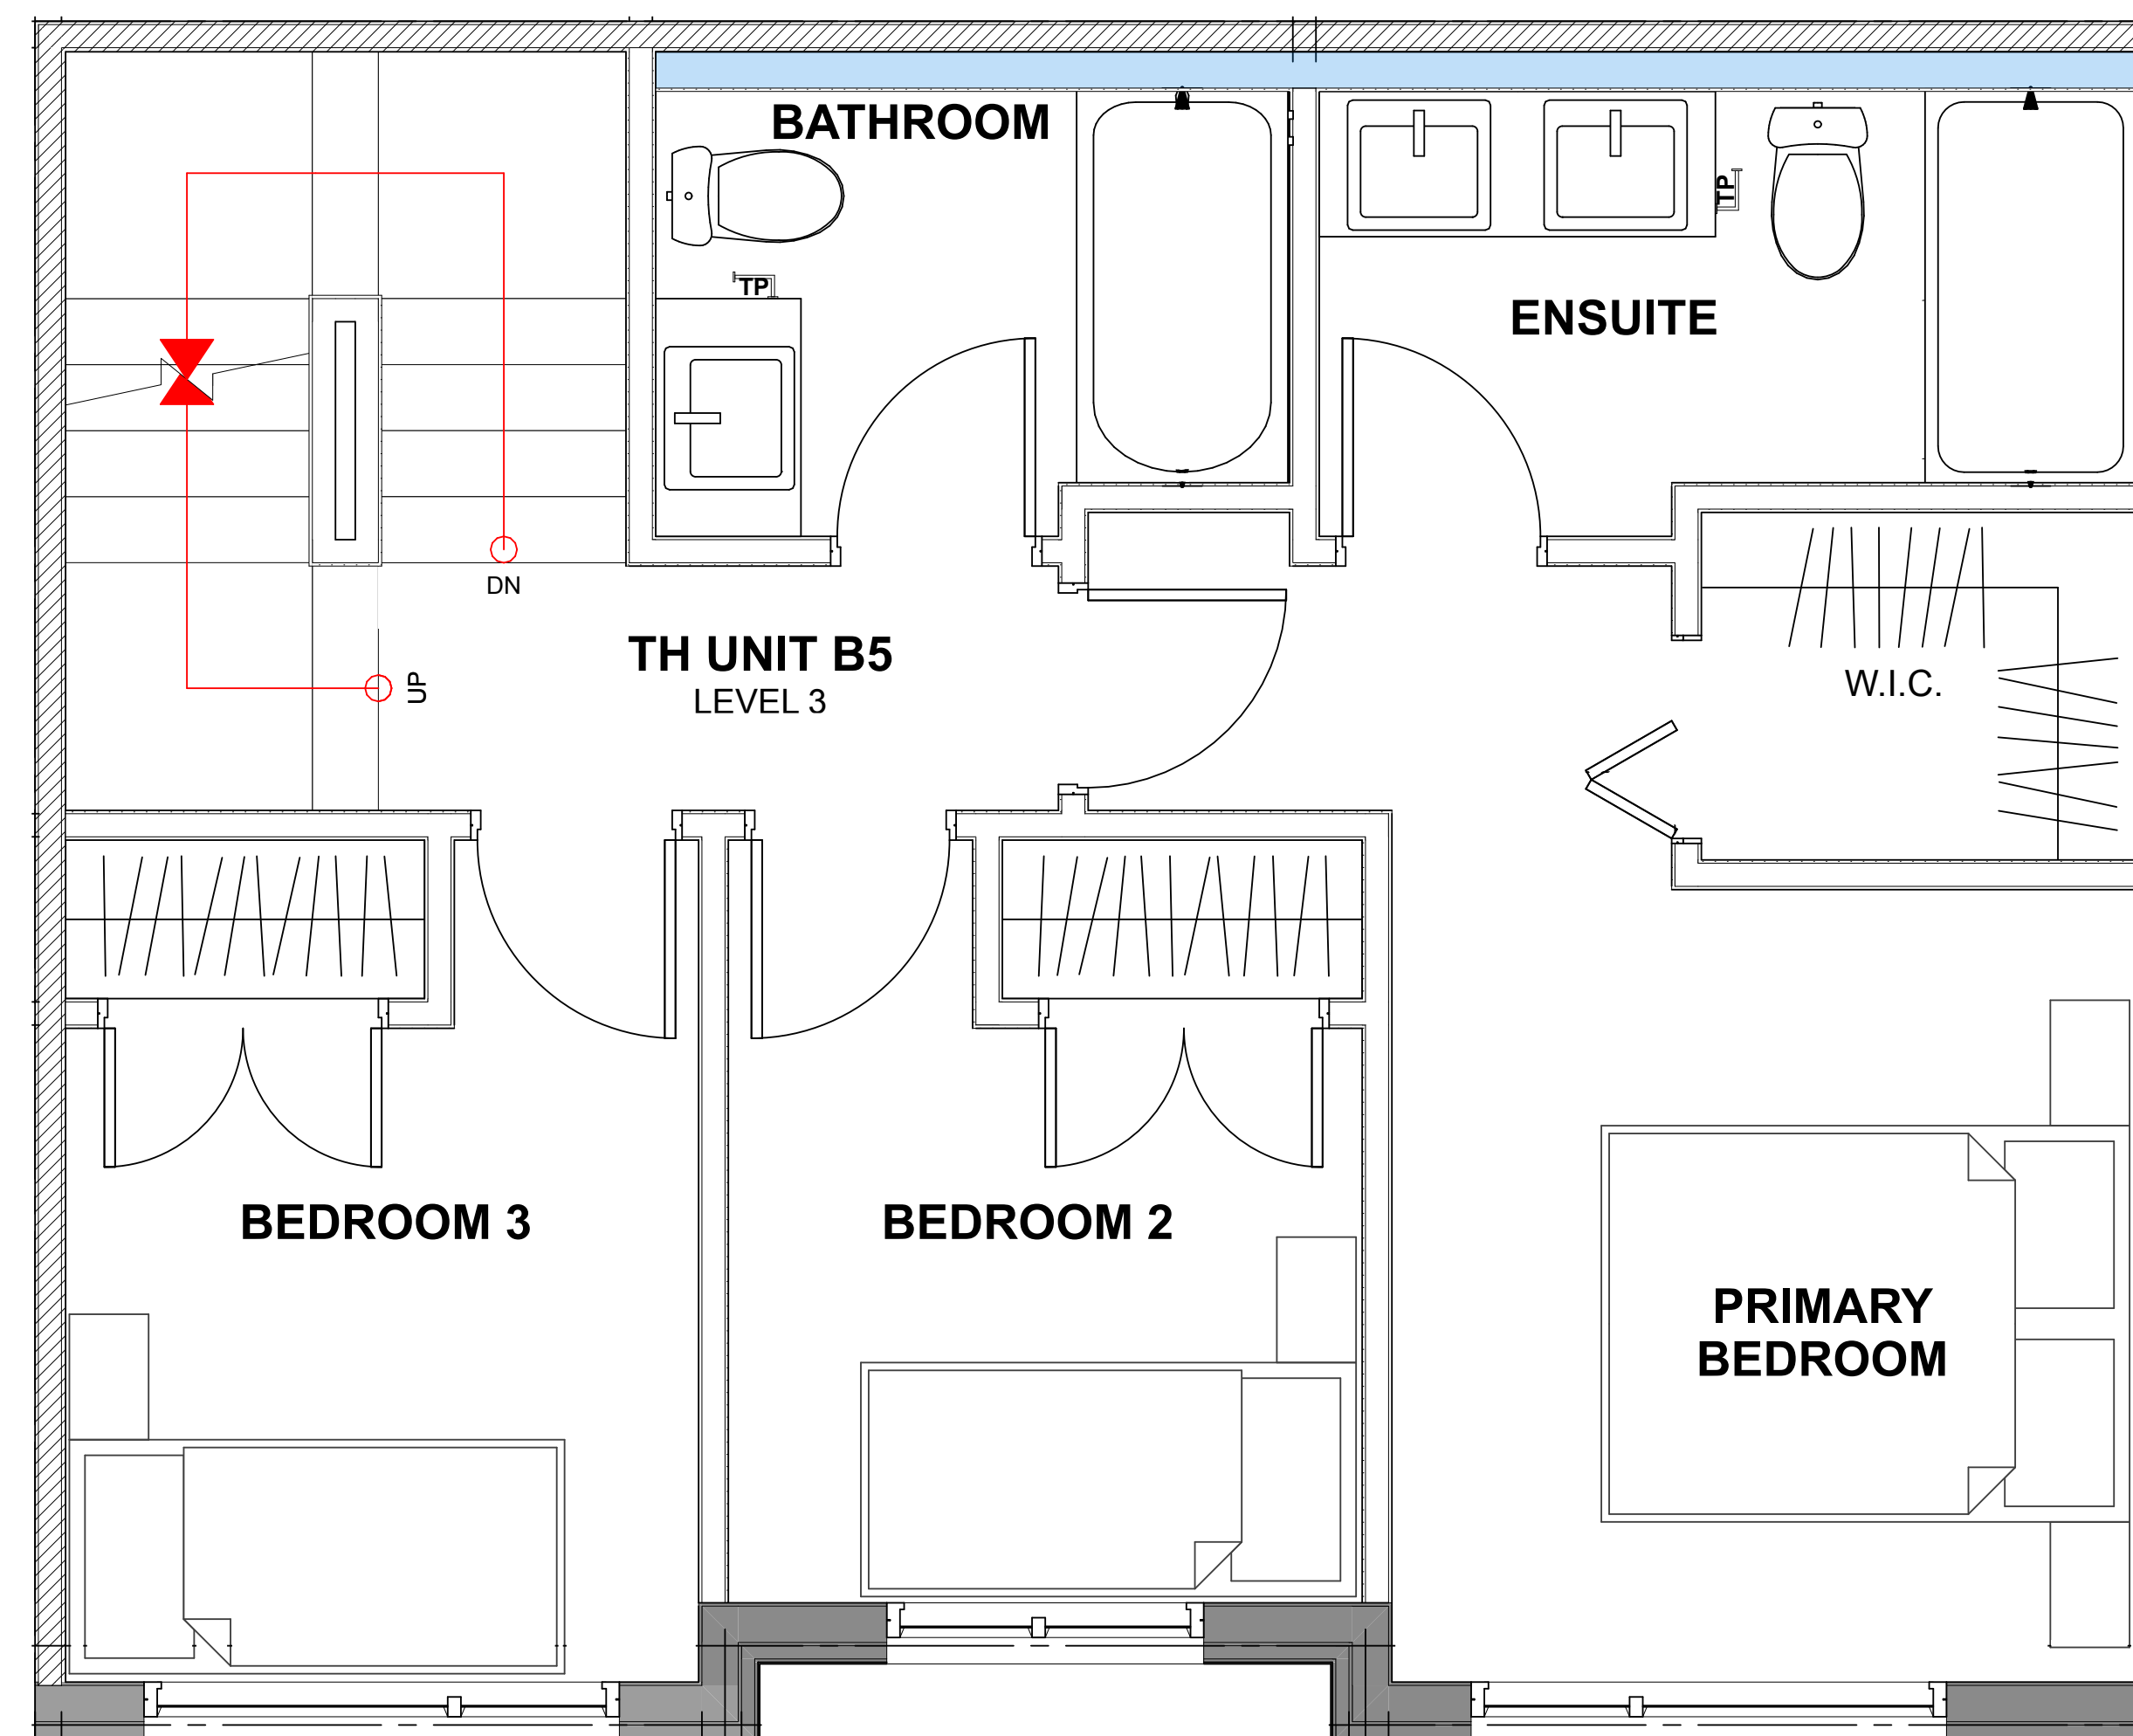 BATHROOM
TP
TP
ENSUITE
DN
UP
TH UNIT B5
LEVEL 3
W.I.C.
BEDROOM 3
BEDROOM 2
PRIMARY
BEDROOM